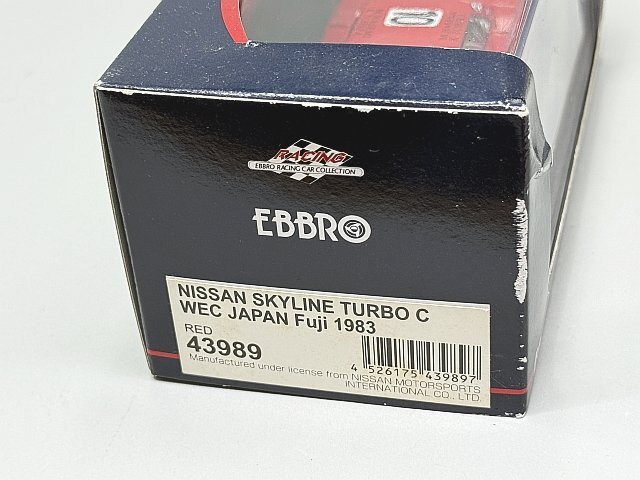 10
RACING
EBBRO RACING CAR COLLECTION
EBBRO
NISSAN SKYLINE TURBO C
WEC JAPAN Fuji 1983
RED
43989
4 526175 439897
Manufactured under license from NISSAN MOTORSPORTS
INTERNATIONAL CO., LTD.